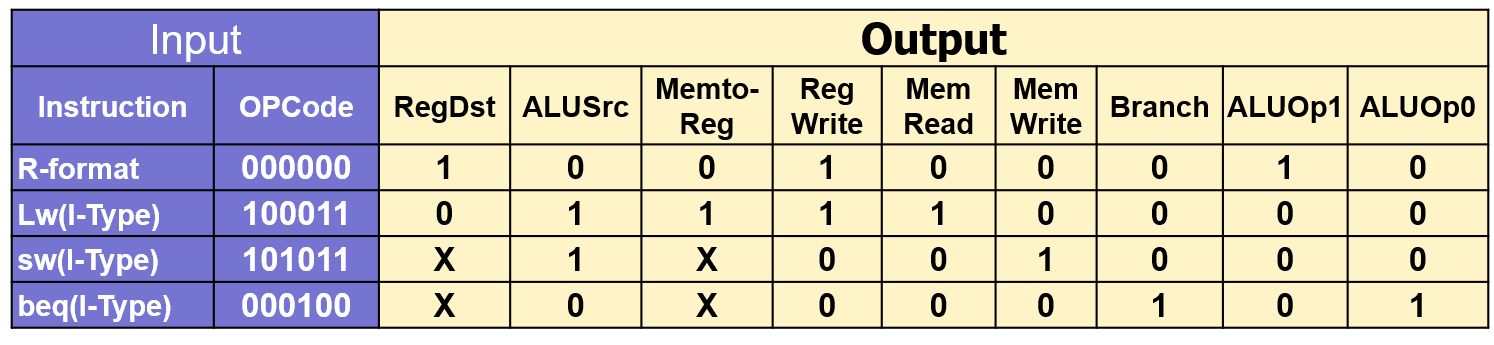 Input Output
Instruction OPCode RegDst ALUSrc Memto-Reg Reg Write Mem Read Mem Write Branch ALUOp1 ALUOp0
R-format 000000 1 0 0 1 0 0 0 1 0
Lw(I-Type) 100011 0 1 1 1 1 0 0 0 0
sw(I-Type) 101011 X 1 X 0 0 1 0 0 0
beq(I-Type) 000100 X 0 X 0 0 0 1 0 1